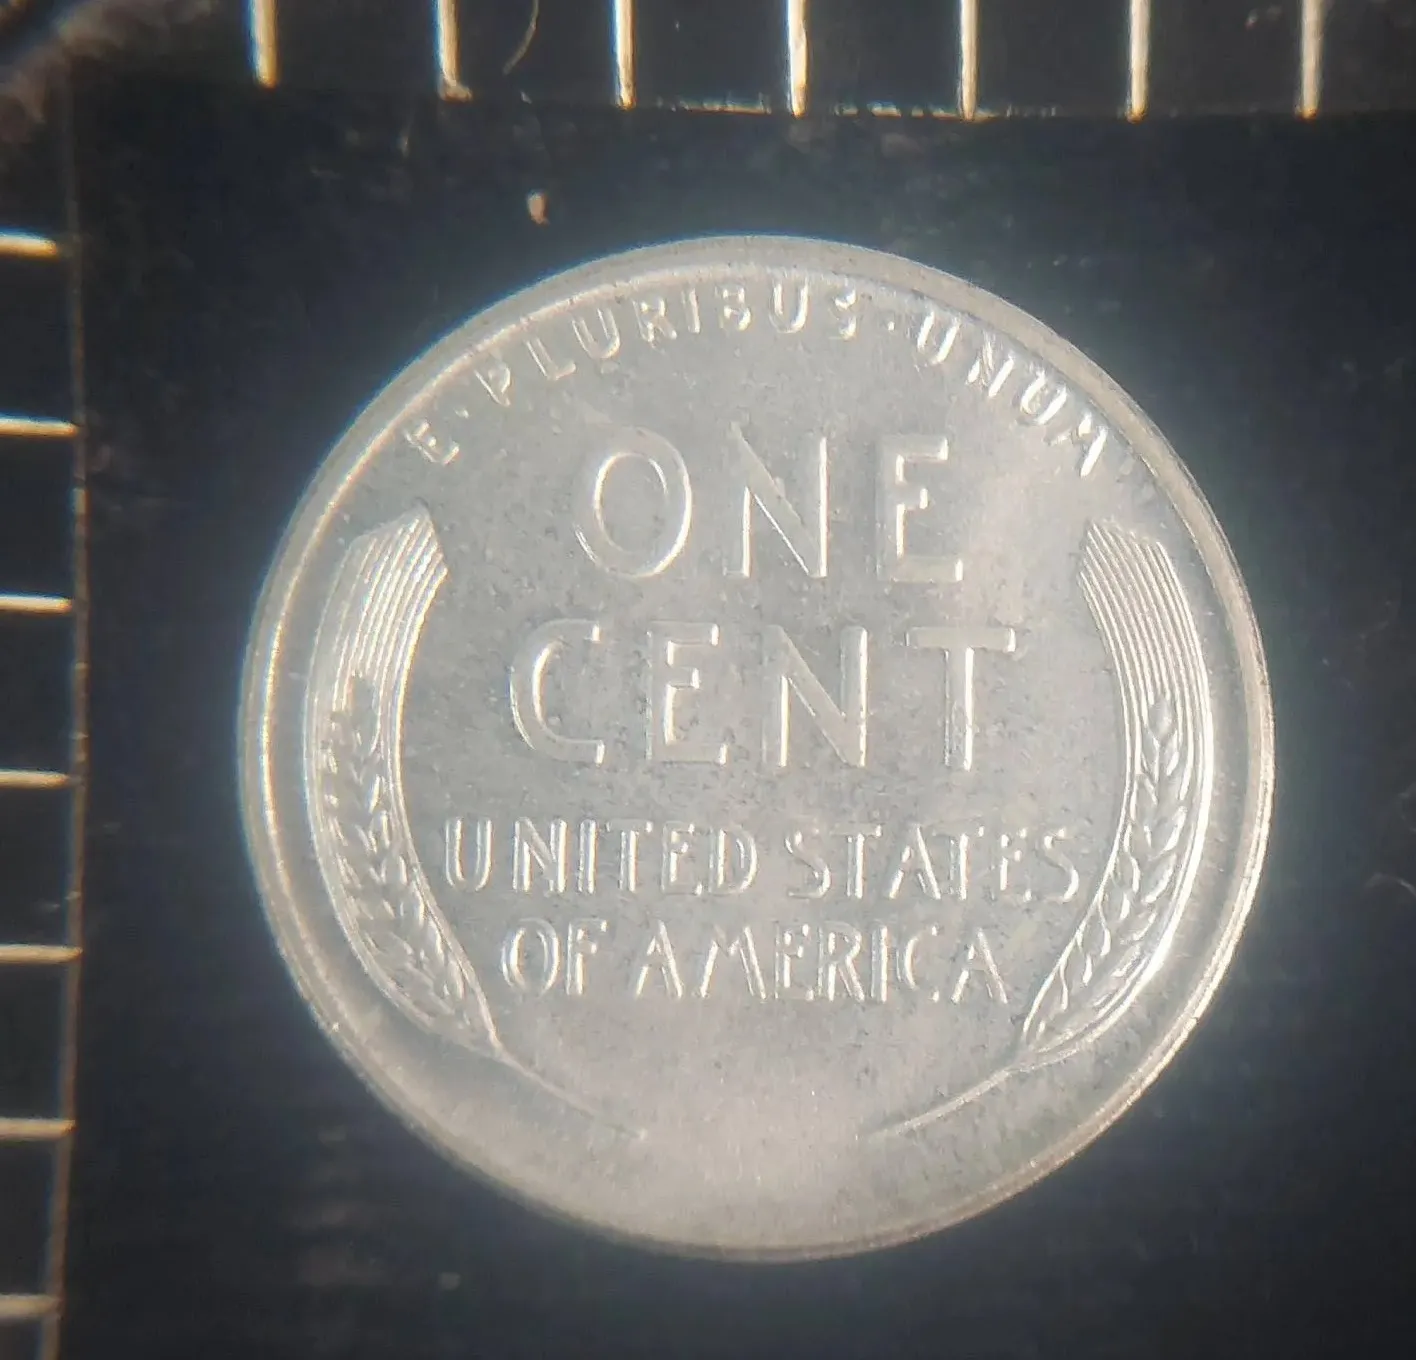 E·PLURIBUS·UNUM
ONE
CENT
UNITED STATES
OF AMERICA